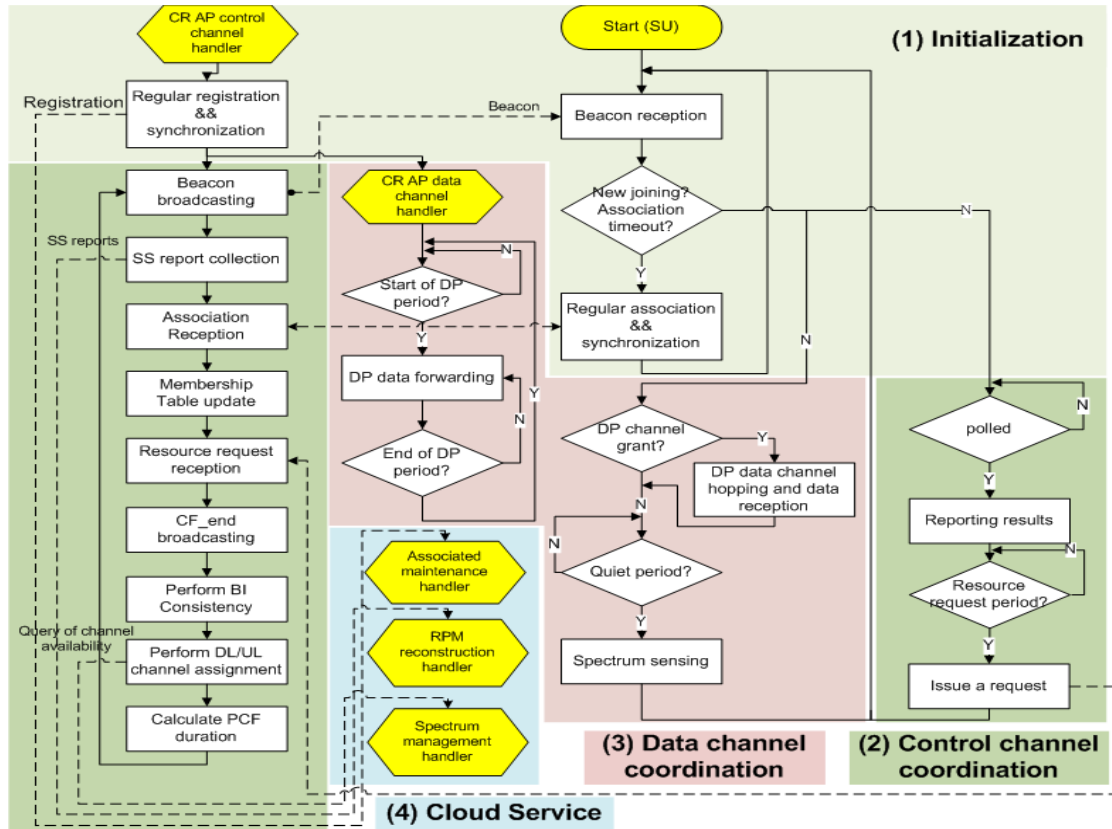 CR AP control
channel
handler
Start (SU)
(1) Initialization
Registration
Regular registration
&&
synchronization
Beacon
Beacon reception
Beacon
broadcasting
CR AP data
channel
handler
New joining?
Association
timeout?
N
SS reports
SS report collection
N
Y
Start of DP
period?
Association
Reception
Regular association
&&
synchronization
Y
N
DP data forwarding
Y
Membership
Table update
N
DP channel
grant?
N
polled
Y
Resource request
reception
End of DP
period?
DP data channel
hopping and data
reception
Y
N
Reporting results
CF_end
broadcasting
N
Associated
maintenance
handler
N
Quiet period?
Resource
request period?
Perform BI
Consistency
Query of channel
availability
Y
Y
RPM
reconstruction
handler
Perform DL/UL
channel assignment
Spectrum sensing
Issue a request
Calculate PCF
duration
Spectrum
management
handler
(3) Data channel
coordination
(2) Control channel
coordination
(4) Cloud Service